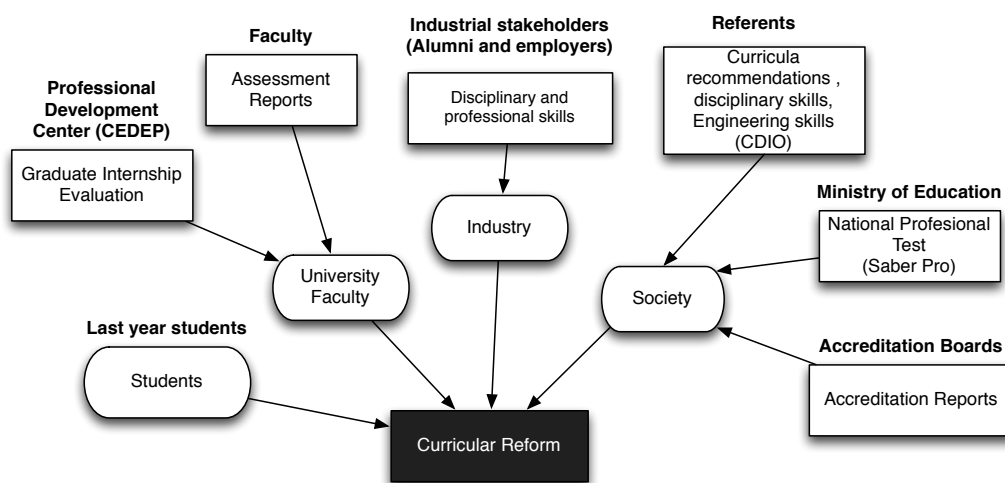 Industrial stakeholders
(Alumni and employers)
Referents
Faculty
Curricula
recommendations ,
disciplinary skills,
Engineering skills
(CDIO)
Assessment
Reports
Professional
Development
Center (CEDEP)
Disciplinary and
professional skills
Graduate Internship
Evaluation
Ministry of Education
National Profesional
Test
(Saber Pro)
Industry
University
Faculty
Society
Last year students
Students
Accreditation Boards
Accreditation Reports
Curricular Reform